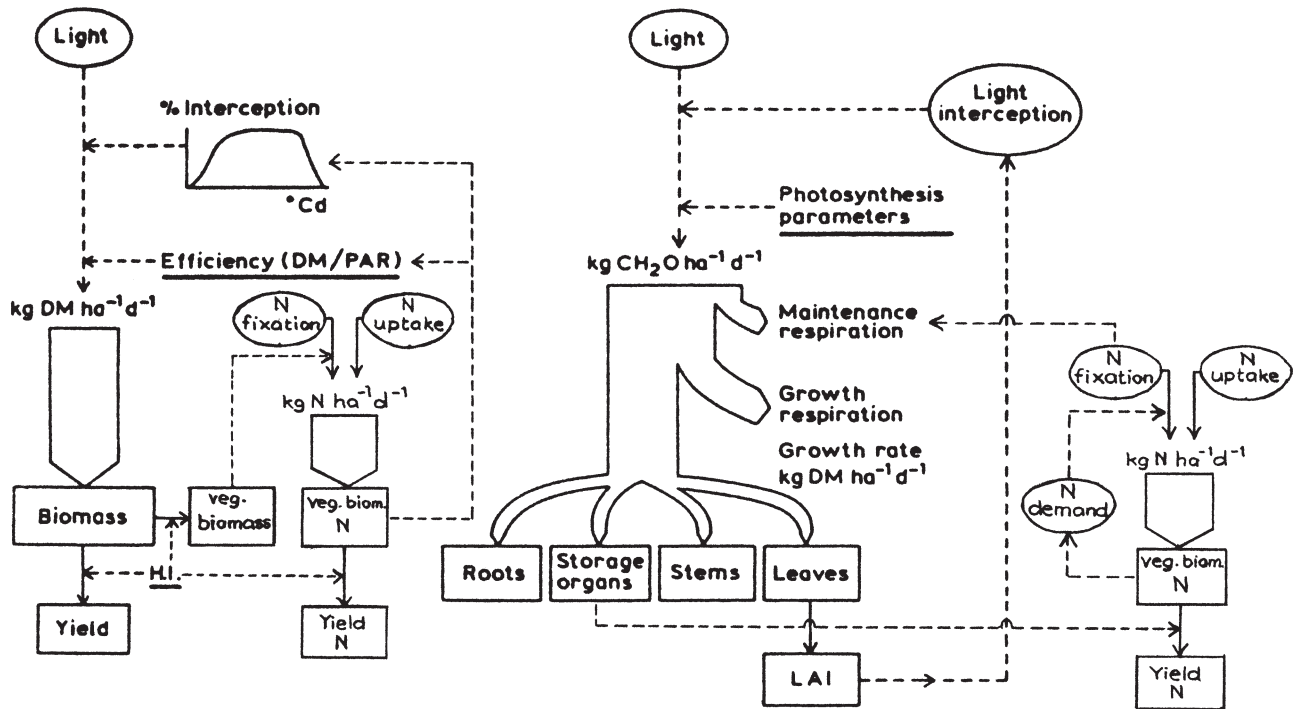 Light
% Interception
°Cd
Efficiency (DM/PAR)
kg DM ha⁻¹ d⁻¹
N
fixation
N
uptake
kg N ha⁻¹ d⁻¹
Biomass
veg.
biomass
veg. biom.
N
H.I.
Yield
Yield
N
Light
Light
interception
Photosynthesis
parameters
kg CH₂O ha⁻¹ d⁻¹
Maintenance
respiration
Growth
respiration
Growth rate
kg DM ha⁻¹ d⁻¹
Roots
Storage
organs
Stems
Leaves
LAI
N
fixation
N
uptake
kg N ha⁻¹ d⁻¹
N
demand
veg. biom.
N
Yield
N